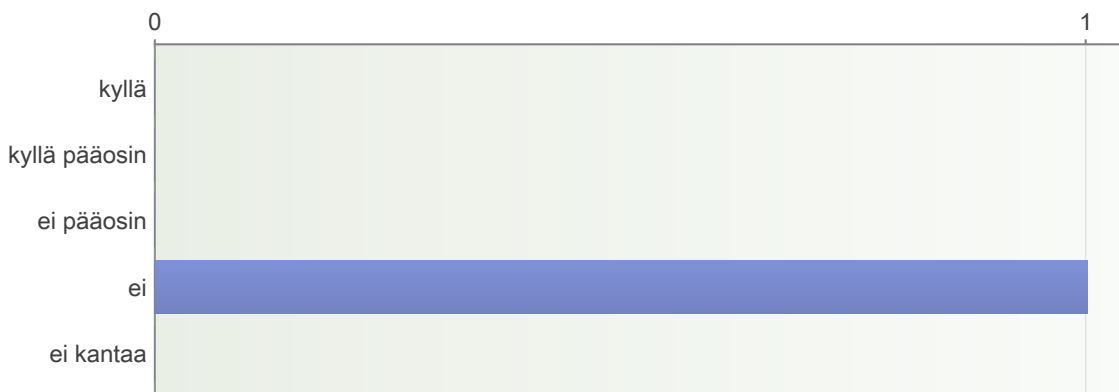 0 1
kyllä
kyllä pääosin
ei pääosin
ei
ei kantaa